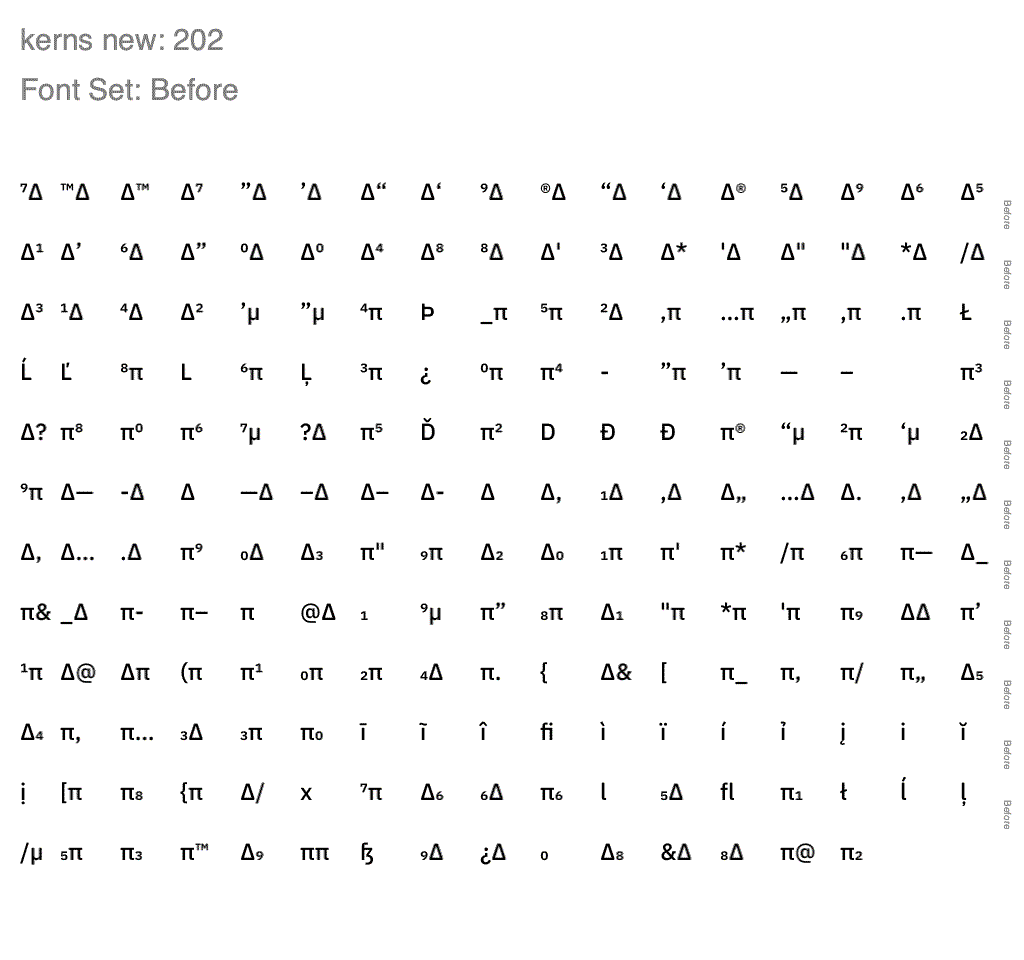 kerns new: 202
Font Set: Before
⁷Δ ™Δ Δ™ Δ⁷ ”Δ ’Δ Δ“ Δ‘ ⁹Δ ®Δ “Δ ‘Δ Δ® ⁵Δ Δ⁹ Δ⁶ Δ⁵ Before
Δ¹ Δ’ ⁶Δ Δ” ⁰Δ Δ⁰ Δ⁴ Δ⁸ ⁸Δ Δ' ³Δ Δ* 'Δ Δ" "Δ *Δ /Δ Before
Δ³ ¹Δ ⁴Δ Δ² ’µ ”µ ⁴π Þ _π ⁵π ²Δ ‚π …π „π ,π .π Ł Before
Ĺ Ľ ⁸π L ⁶π Ļ ³π ¿ ⁰π π⁴ - ”π ’π — – π³ Before
Δ? π⁸ π⁰ π⁶ ⁷µ ?Δ π⁵ Ď π² D Đ Ð π® “µ ²π ‘µ ₂Δ Before
⁹π Δ— -Δ Δ —Δ –Δ Δ– Δ- Δ Δ‚ ₁Δ ‚Δ Δ„ …Δ Δ. ,Δ „Δ Before
Δ, Δ… .Δ π⁹ ₀Δ Δ₃ π" ₉π Δ₂ Δ₀ ₁π π' π* /π ₆π π— Δ_ Before
π& _Δ π- π– π @Δ ₁ ⁹µ π” ₈π Δ₁ "π *π 'π π₉ ΔΔ π’ Before
¹π Δ@ Δπ (π π¹ ₀π ₂π ₄Δ π. { Δ& [ π_ π, π/ π„ Δ₅ Before
Δ₄ π‚ π… ₃Δ ₃π π₀ ī ĩ î ﬁ ì ï í ỉ į i ĭ Before
ị [π π₈ {π Δ/ x ⁷π Δ₆ ₆Δ π₆ l ₅Δ ﬂ π₁ ł ĺ ļ Before
/µ ₅π π₃ π™ Δ₉ ππ ꜩ ₉Δ ¿Δ ₀ Δ₈ &Δ ₈Δ π@ π₂